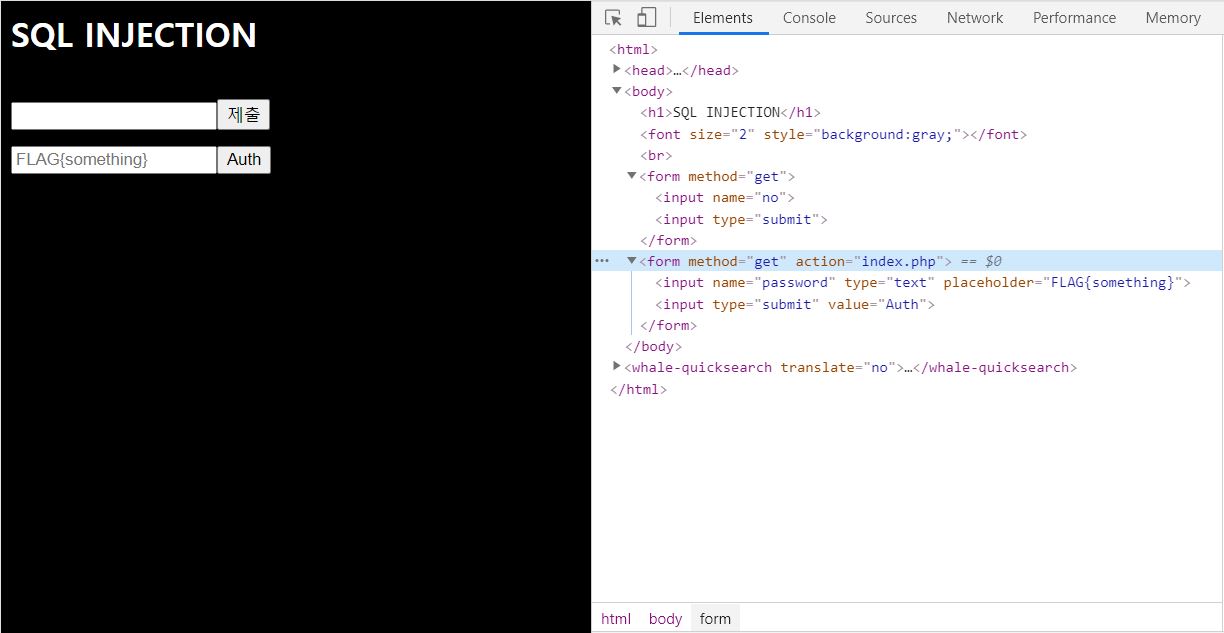 SQL INJECTION
제출
FLAG{something}
Auth
Elements Console Sources Network Performance Memory
<html>
<head>…</head>
<body>
<h1>SQL INJECTION</h1>
<font size="2" style="background:gray;"></font>
<br>
<form method="get">
<input name="no">
<input type="submit">
</form>
<form method="get" action="index.php"> == $0
<input name="password" type="text" placeholder="FLAG{something}">
<input type="submit" value="Auth">
</form>
</body>
<whale-quicksearch translate="no">…</whale-quicksearch>
</html>
html body form